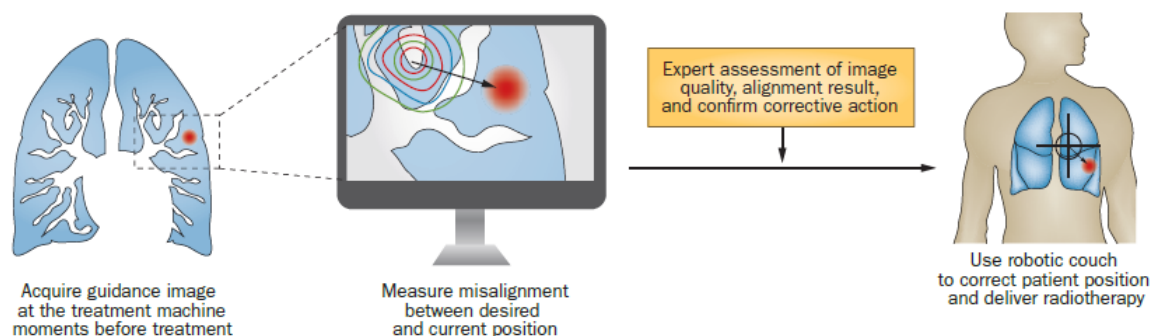 Expert assessment of image
quality, alignment result,
and confirm corrective action
Acquire guidance image
at the treatment machine
moments before treatment
Measure misalignment
between desired
and current position
Use robotic couch
to correct patient position
and deliver radiotherapy